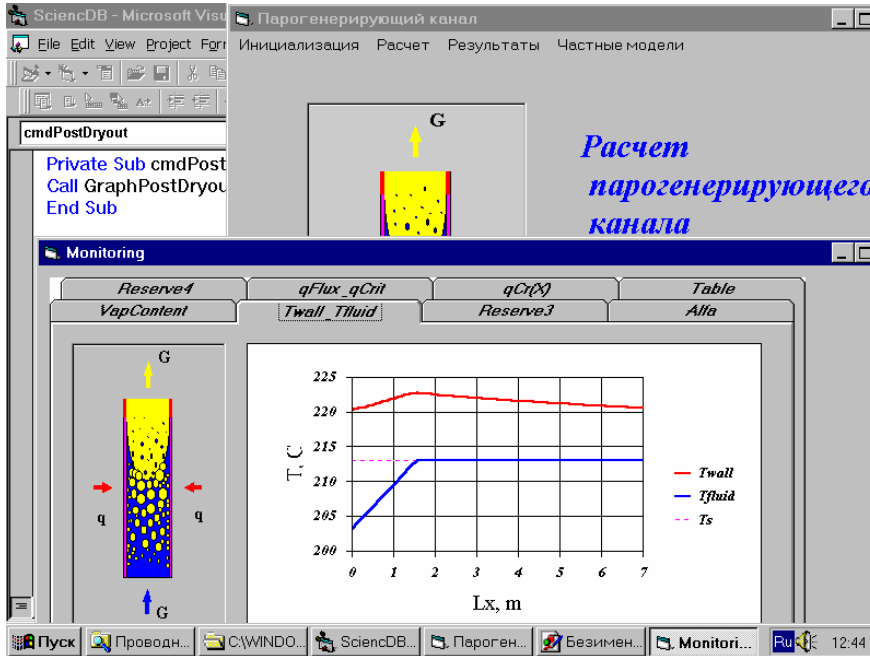 SciencDB - Microsoft Visu
Парогенерирующий канал
File Edit View Project Forn
Инициализация Расчет Результаты Частные модели
cmdPostDryout
Private Sub cmdPost
Call GraphPostDryou
End Sub
G
Расчет
парогенерирующего
канала
Monitoring
Reserve4 qFlux_qCrit qCr(X) Table
VapContent Twall_Tfluid Reserve3 Alfa
G
q
q
G
T, C
225
220
215
210
205
200
0 1 2 3 4 5 6 7
Lx, m
Twall
Tfluid
Ts
Пуск Проводн... C:\WINDO... SciencDB... Пароген... Безимен... Monitori... Ru 12:44